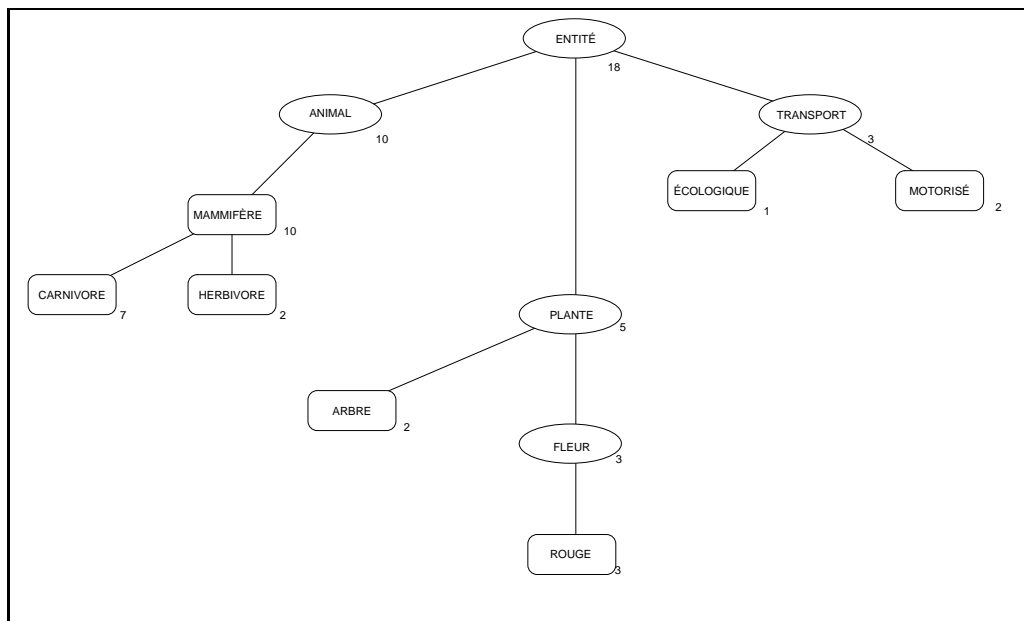 ENTITÉ
18
ANIMAL
10
TRANSPORT
3
ÉCOLOGIQUE
1
MOTORISÉ
2
MAMMIFÈRE
10
CARNIVORE
7
HERBIVORE
2
PLANTE
5
ARBRE
2
FLEUR
3
ROUGE
3